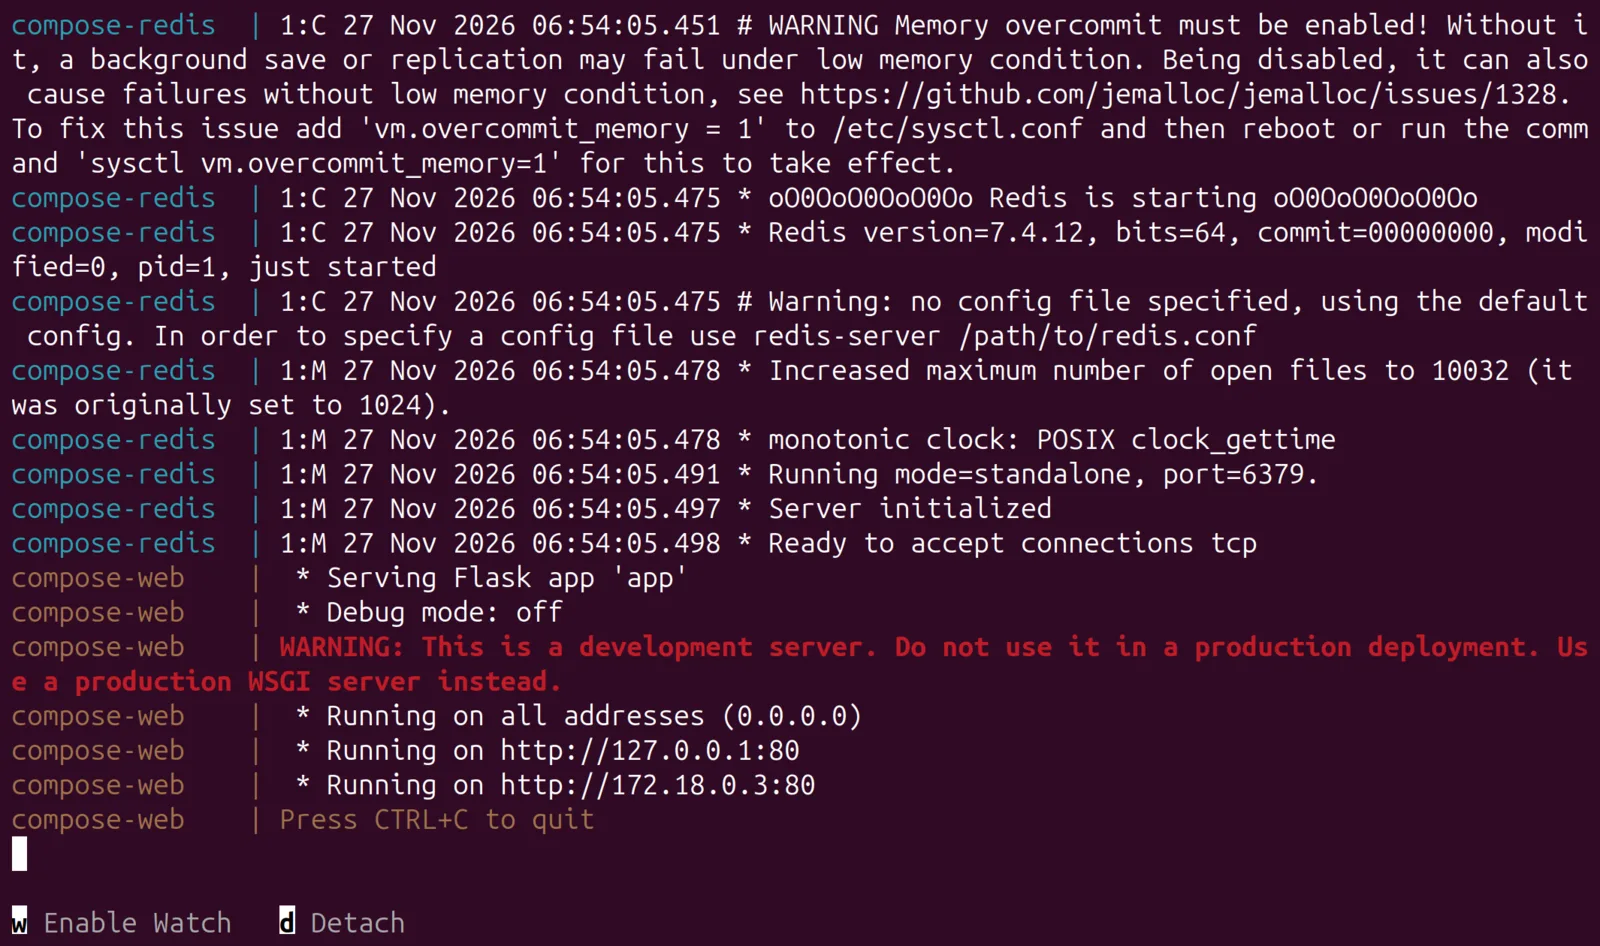 compose-redis  | 1:C 27 Nov 2026 06:54:05.451 # WARNING Memory overcommit must be enabled! Without i
t, a background save or replication may fail under low memory condition. Being disabled, it can also
 cause failures without low memory condition, see https://github.com/jemalloc/jemalloc/issues/1328.
To fix this issue add 'vm.overcommit_memory = 1' to /etc/sysctl.conf and then reboot or run the comm
and 'sysctl vm.overcommit_memory=1' for this to take effect.
compose-redis  | 1:C 27 Nov 2026 06:54:05.475 * oO0OoO0OoO0Oo Redis is starting oO0OoO0OoO0Oo
compose-redis  | 1:C 27 Nov 2026 06:54:05.475 * Redis version=7.4.12, bits=64, commit=00000000, modi
fied=0, pid=1, just started
compose-redis  | 1:C 27 Nov 2026 06:54:05.475 # Warning: no config file specified, using the default
 config. In order to specify a config file use redis-server /path/to/redis.conf
compose-redis  | 1:M 27 Nov 2026 06:54:05.478 * Increased maximum number of open files to 10032 (it
was originally set to 1024).
compose-redis  | 1:M 27 Nov 2026 06:54:05.478 * monotonic clock: POSIX clock_gettime
compose-redis  | 1:M 27 Nov 2026 06:54:05.491 * Running mode=standalone, port=6379.
compose-redis  | 1:M 27 Nov 2026 06:54:05.497 * Server initialized
compose-redis  | 1:M 27 Nov 2026 06:54:05.498 * Ready to accept connections tcp
compose-web    |  * Serving Flask app 'app'
compose-web    |  * Debug mode: off
compose-web    | WARNING: This is a development server. Do not use it in a production deployment. Us
e a production WSGI server instead.
compose-web    |  * Running on all addresses (0.0.0.0)
compose-web    |  * Running on http://127.0.0.1:80
compose-web    |  * Running on http://172.18.0.3:80
compose-web    | Press CTRL+C to quit
w Enable Watch   d Detach